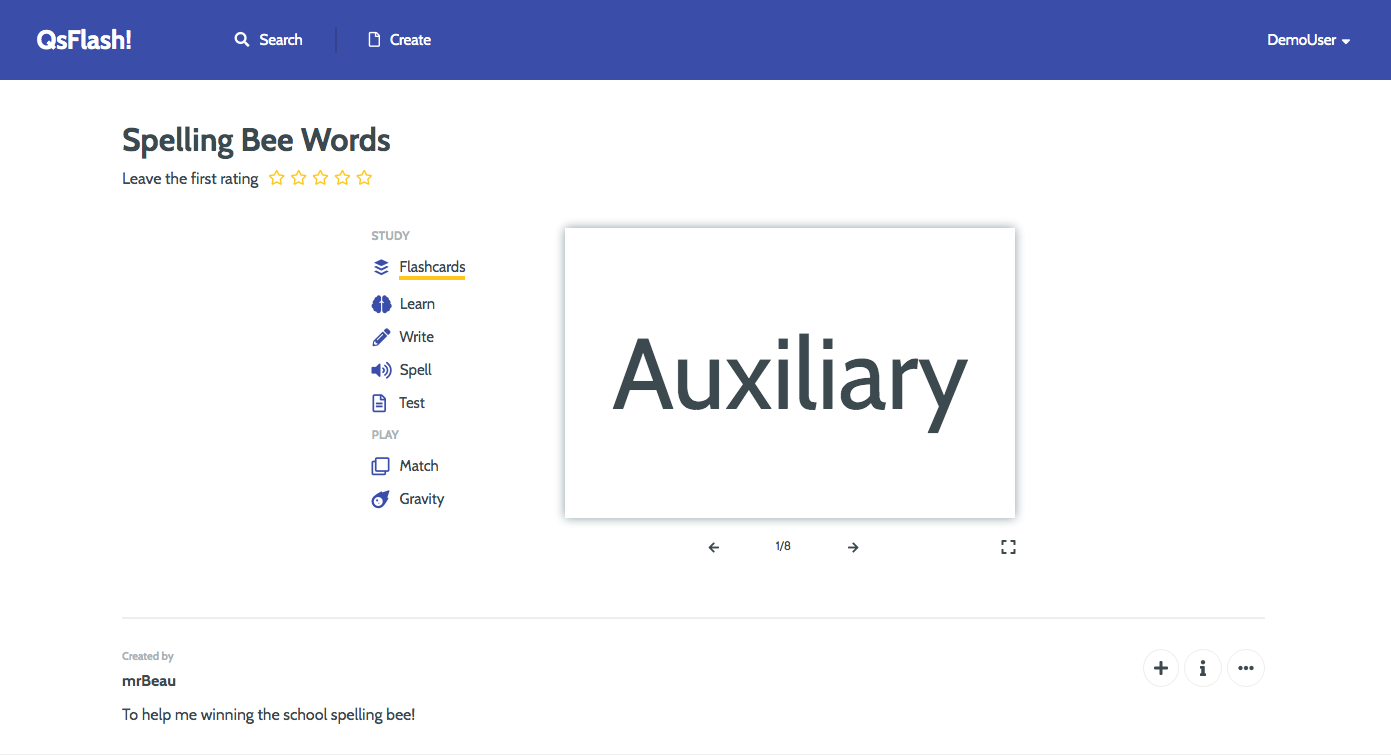 QsFlash! Search Create DemoUser
Spelling Bee Words
Leave the first rating
STUDY
Flashcards
Learn
Write
Spell
Test
PLAY
Match
Gravity
Auxiliary
1/8
Created by
mrBeau
To help me winning the school spelling bee!